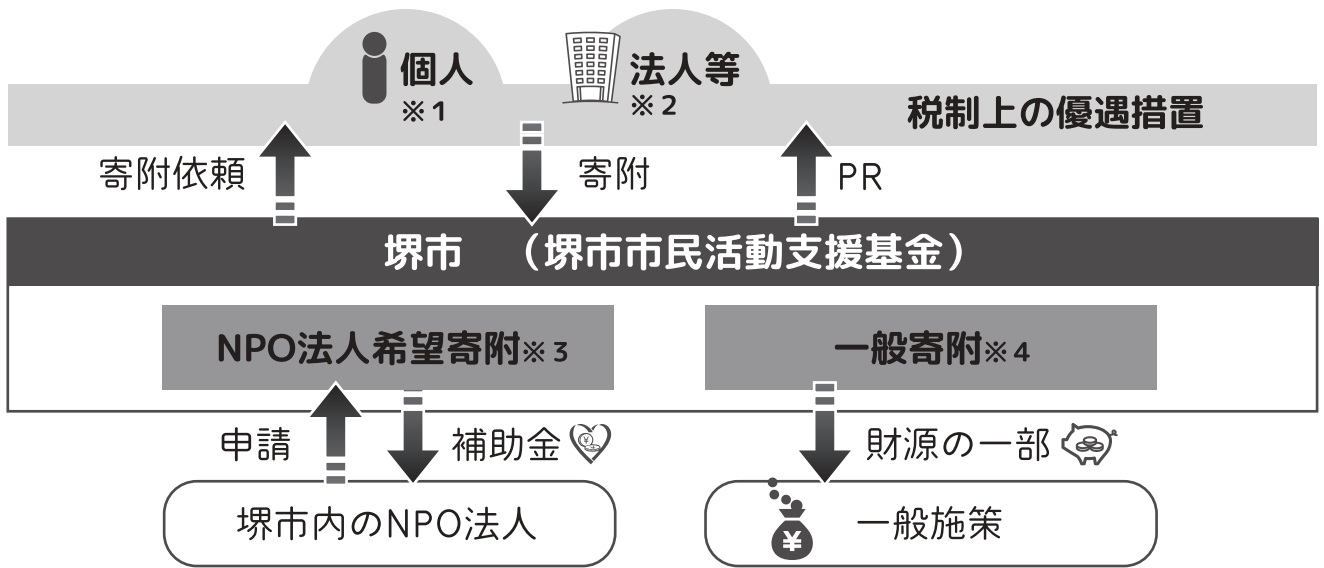 個人
※1
法人等
※2
税制上の優遇措置
寄附依頼
寄附
PR
堺市 (堺市市民活動支援基金)
NPO法人希望寄附※3
一般寄附※4
申請
補助金
¥
財源の一部
堺市内のNPO法人
¥
一般施策